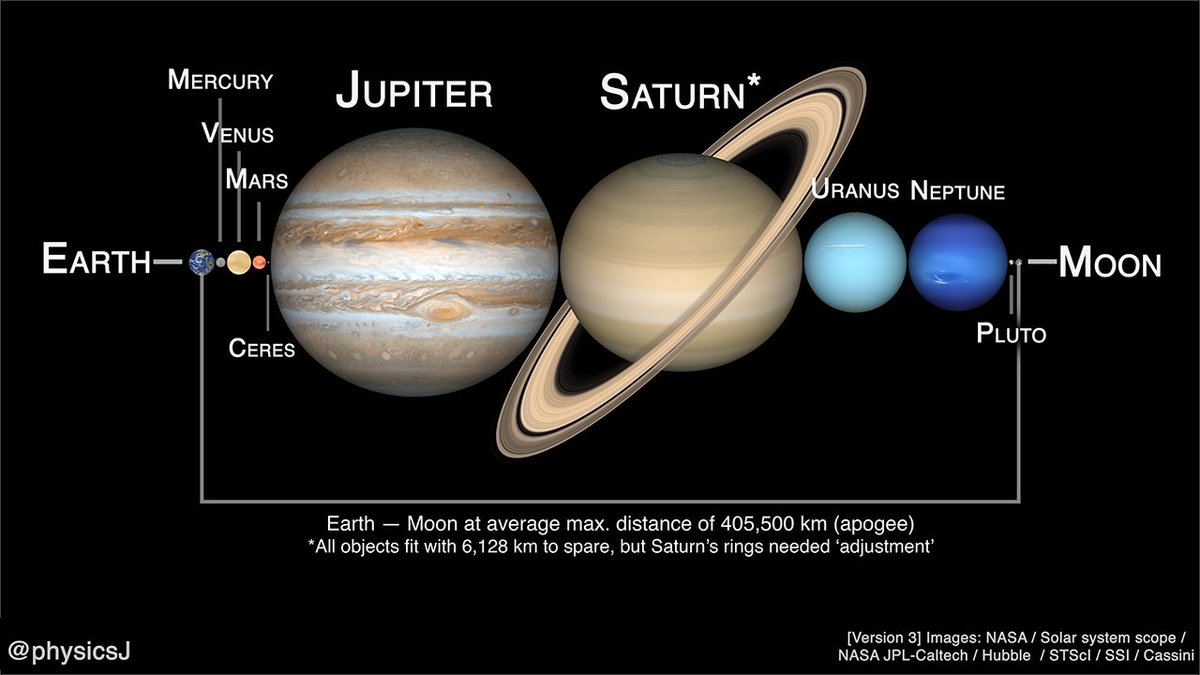 MERCURY
JUPITER
SATURN*
VENUS
MARS
URANUS
NEPTUNE
EARTH
MOON
CERES
PLUTO
Earth — Moon at average max. distance of 405,500 km (apogee)
*All objects fit with 6,128 km to spare, but Saturn's rings needed ‘adjustment’
@physicsJ
[Version 3] Images: NASA / Solar system scope /
NASA JPL-Caltech / Hubble / STScI / SSI / Cassini